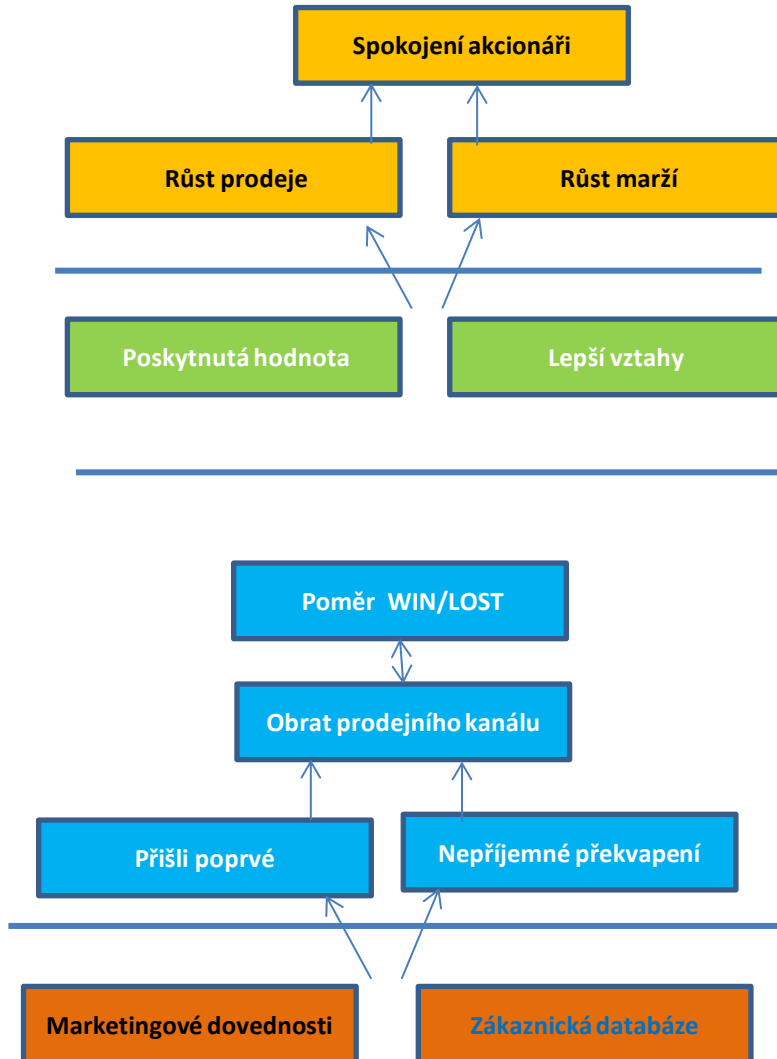 Spokojení akcionáři
Růst prodeje
Růst marží
Poskytnutá hodnota
Lepší vztahy
Poměr WIN/LOST
Obrat prodejního kanálu
Přišli poprvé
Nepříjemné překvapení
Marketingové dovednosti
Zákaznická databáze